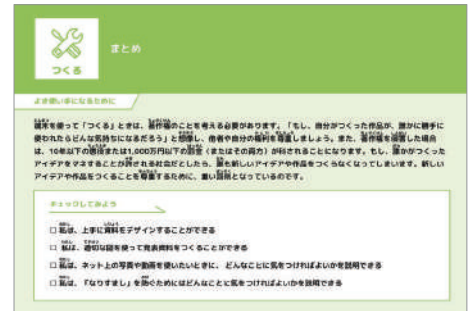 つくる
まとめ
よき使い手になるために
端末を使って「つくる」ときは、著作権のことを考える必要があります。「もし、自分がつくった作品が、誰かに勝手に
使われたらどんな気持ちになるだろう」と想像し、他者や自分の権利を尊重しましょう。また、著作権を侵害した場合
は、10年以下の懲役または1,000万円以下の罰金（またはその両方）が科されることになります。もし、誰かがつくった
アイデアをマネすることが許される社会だとしたら、誰も新しいアイデアや作品をつくらなくなってしまいます。新しい
アイデアや作品をつくることを尊重するために、重い罰則となっているのです。
チェックしてみよう
□ 私は、上手に資料をデザインすることができる
□ 私は、適切な図を使って発表資料をつくることができる
□ 私は、ネット上の写真や動画を使いたいときに、どんなことに気をつければよいかを説明できる
□ 私は、「なりすまし」を防ぐためにはどんなことに気をつければよいかを説明できる